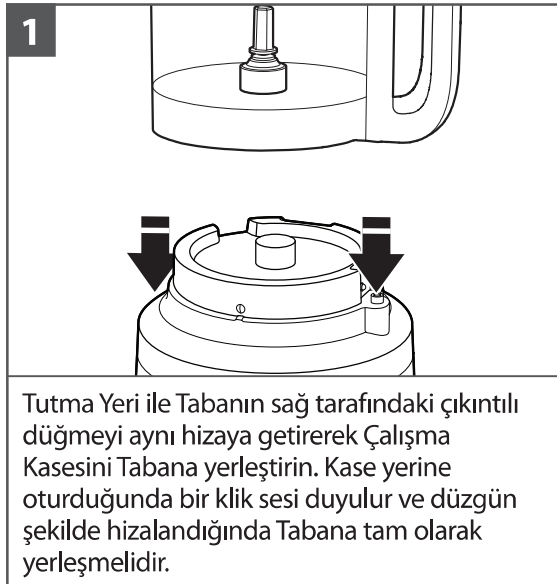 1
Tutma Yeri ile Tabanın sağ tarafındaki çıkıntılı
düğmeyi aynı hizaya getirerek Çalışma
Kasesini Tabana yerleştirin. Kase yerine
oturduğunda bir klik sesi duyulur ve düzgün
şekilde hizalandığında Tabana tam olarak
yerleşmelidir.